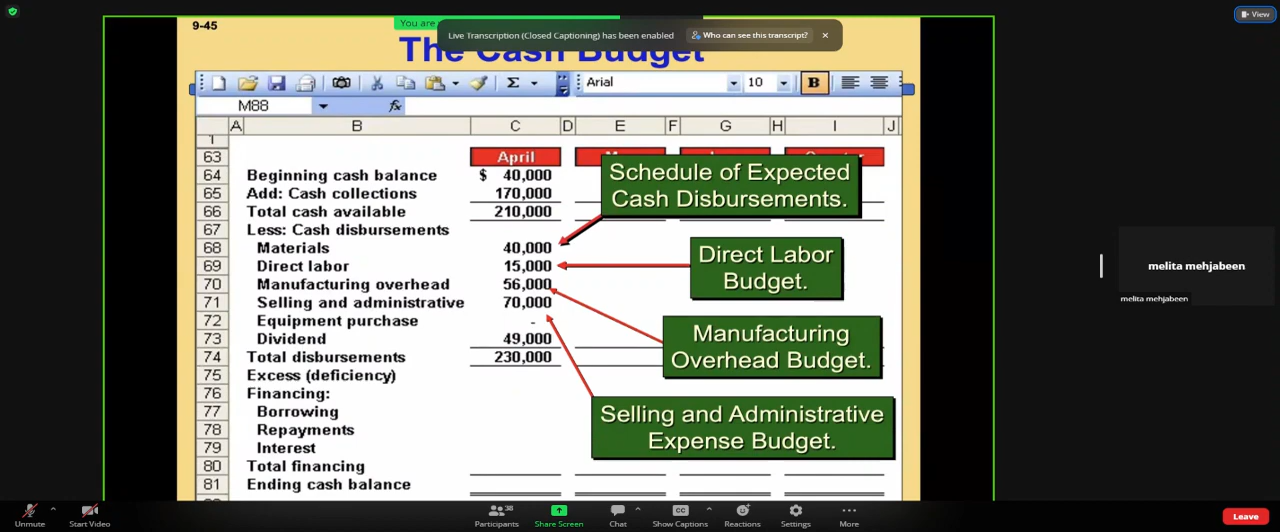 View
9-45
You are
Live Transcription (Closed Captioning) has been enabled
Who can see this transcript?
The Cash Budget
Arial
10
B
M88
fx
A B C D E F G H I J
63 April
64 Beginning cash balance $ 40,000
65 Add: Cash collections 170,000
66 Total cash available 210,000
67 Less: Cash disbursements
68 Materials 40,000
69 Direct labor 15,000
70 Manufacturing overhead 56,000
71 Selling and administrative 70,000
72 Equipment purchase -
73 Dividend 49,000
74 Total disbursements 230,000
75 Excess (deficiency)
76 Financing:
77 Borrowing
78 Repayments
79 Interest
80 Total financing
81 Ending cash balance
Schedule of Expected
Cash Disbursements.
Direct Labor
Budget.
Manufacturing
Overhead Budget.
Selling and Administrative
Expense Budget.
melita mehjabeen
melita mehjabeen
Unmute
Start Video
38
Participants
Share Screen
Chat
CC
Show Captions
Reactions
Settings
More
Leave